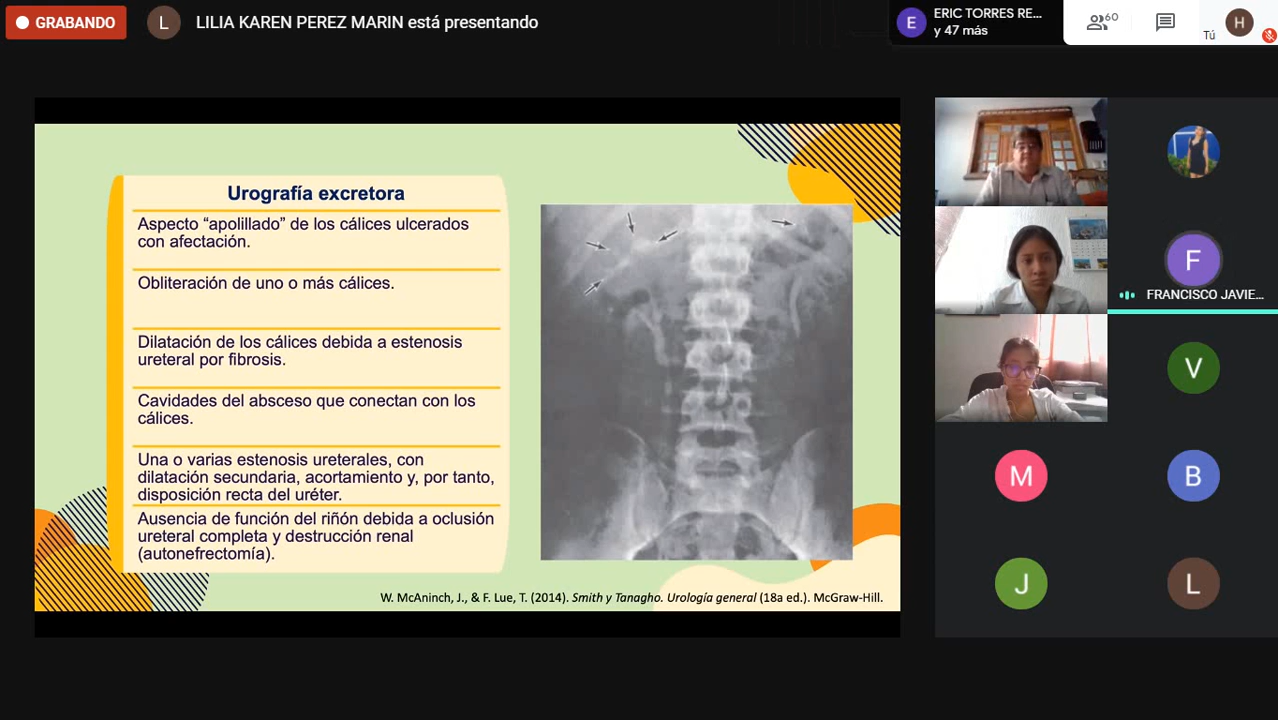 GRABANDO
L
LILIA KAREN PEREZ MARIN está presentando
E
ERIC TORRES RE...
y 47 más
60
Tú
H
Urografía excretora
Aspecto “apolillado” de los cálices ulcerados
con afectación.
Obliteración de uno o más cálices.
Dilatación de los cálices debida a estenosis
ureteral por fibrosis.
Cavidades del absceso que conectan con los
cálices.
Una o varias estenosis ureterales, con
dilatación secundaria, acortamiento y, por tanto,
disposición recta del uréter.
Ausencia de función del riñón debida a oclusión
ureteral completa y destrucción renal
(autonefrectomía).
W. McAninch, J., & F. Lue, T. (2014). Smith y Tanagho. Urología general (18a ed.). McGraw-Hill.
F
FRANCISCO JAVIE...
V
M
B
J
L